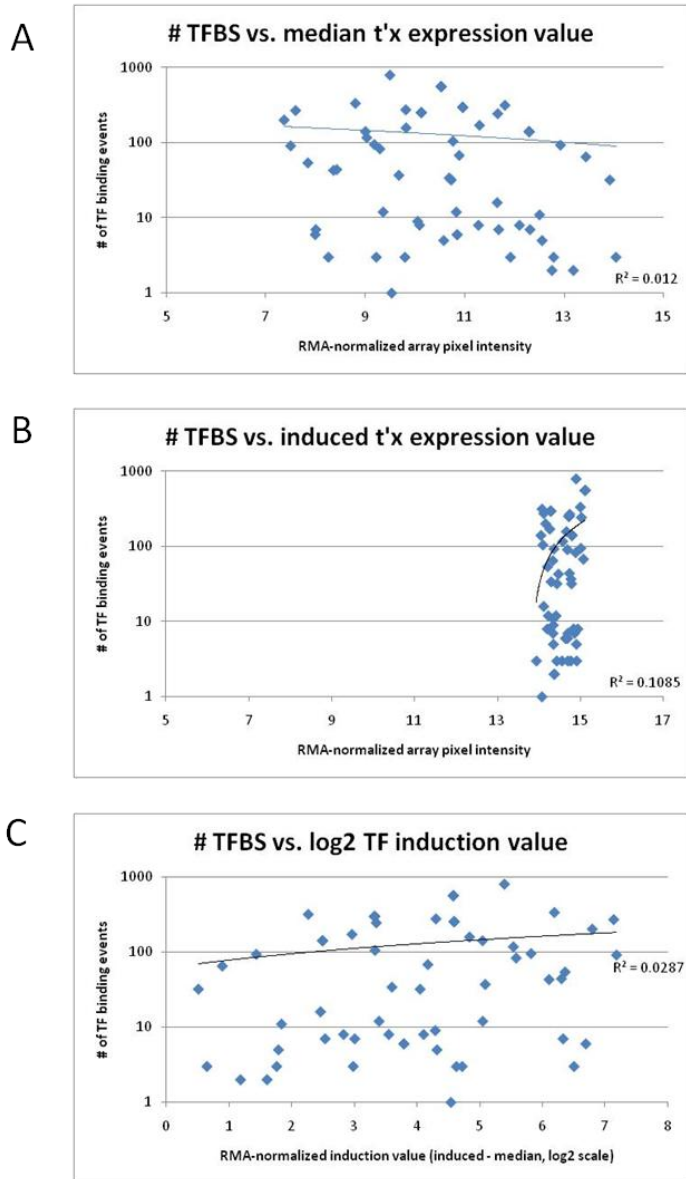 A
# TFBS vs. median t'x expression value
# of TF binding events
1000
100
10
1
5 7 9 11 13 15
R² = 0.012
RMA-normalized array pixel intensity
B
# TFBS vs. induced t'x expression value
# of TF binding events
1000
100
10
1
5 7 9 11 13 15 17
R² = 0.1085
RMA-normalized array pixel intensity
C
# TFBS vs. log2 TF induction value
# of TF binding events
1000
100
10
1
0 1 2 3 4 5 6 7 8
R² = 0.0287
RMA-normalized induction value (induced - median, log2 scale)